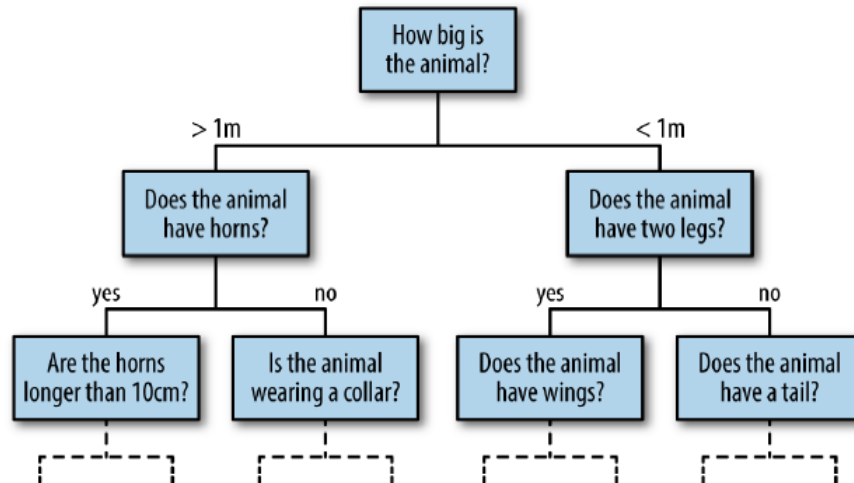 How big is
the animal?
> 1m
< 1m
Does the animal
have horns?
Does the animal
have two legs?
yes
no
yes
no
Are the horns
longer than 10cm?
Is the animal
wearing a collar?
Does the animal
have wings?
Does the animal
have a tail?